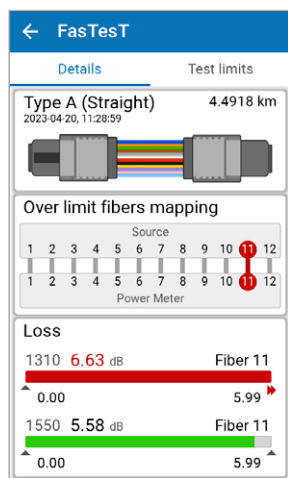 FasTesT
Details Test limits
Type A (Straight) 4.4918 km
2023-04-20, 11:28:59
Over limit fibers mapping
Source
1 2 3 4 5 6 7 8 9 10 11 12
1 2 3 4 5 6 7 8 9 10 11 12
Power Meter
Loss
1310 6.63 dB Fiber 11
0.00 5.99
1550 5.58 dB Fiber 11
0.00 5.99